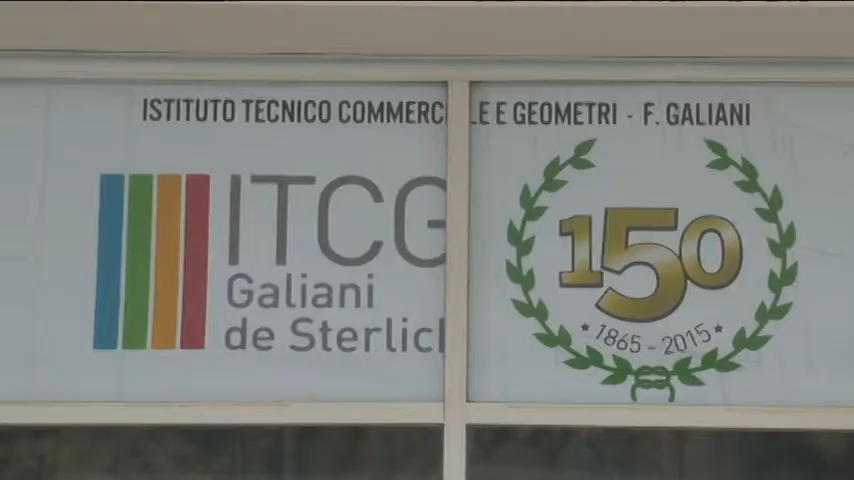 ISTITUTO TECNICO COMMERC LE E GEOMETRI - F. GALIANI
ITCG
Galiani
de Sterlich
150
★ 1865 - 2015 ★